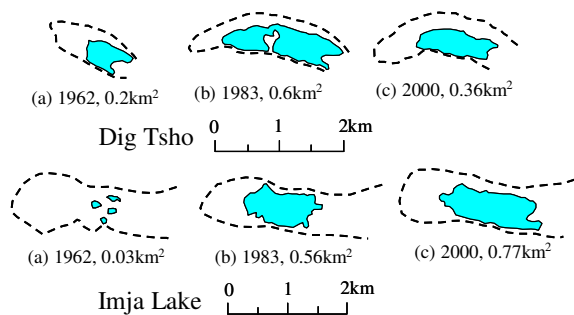 (a) 1962, 0.2km²
(b) 1983, 0.6km²
(c) 2000, 0.36km²
Dig Tsho
0 1 2km
(a) 1962, 0.03km²
(b) 1983, 0.56km²
(c) 2000, 0.77km²
Imja Lake
0 1 2km